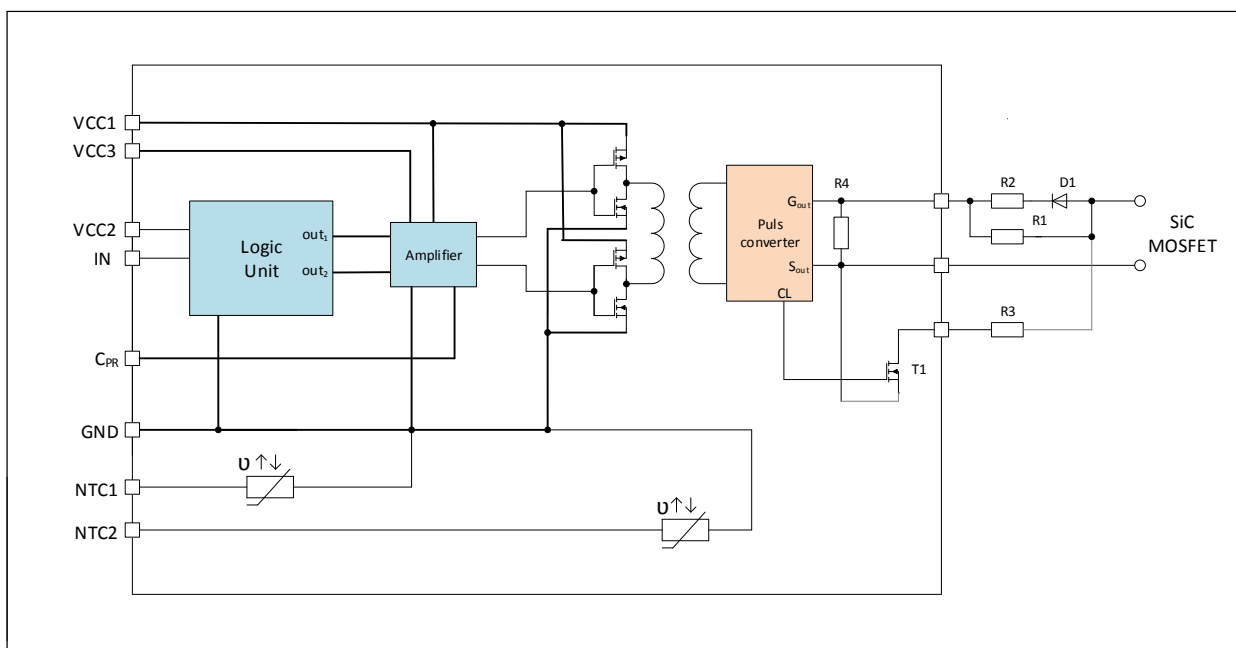 VCC1
VCC3
VCC2
IN
Logic
Unit
out1
out2
Amplifier
CPR
GND
NTC1
NTC2
υ ↑↓
υ ↑↓
Puls
converter
Gout
Sout
CL
R4
R2
D1
R1
R3
T1
SiC
MOSFET